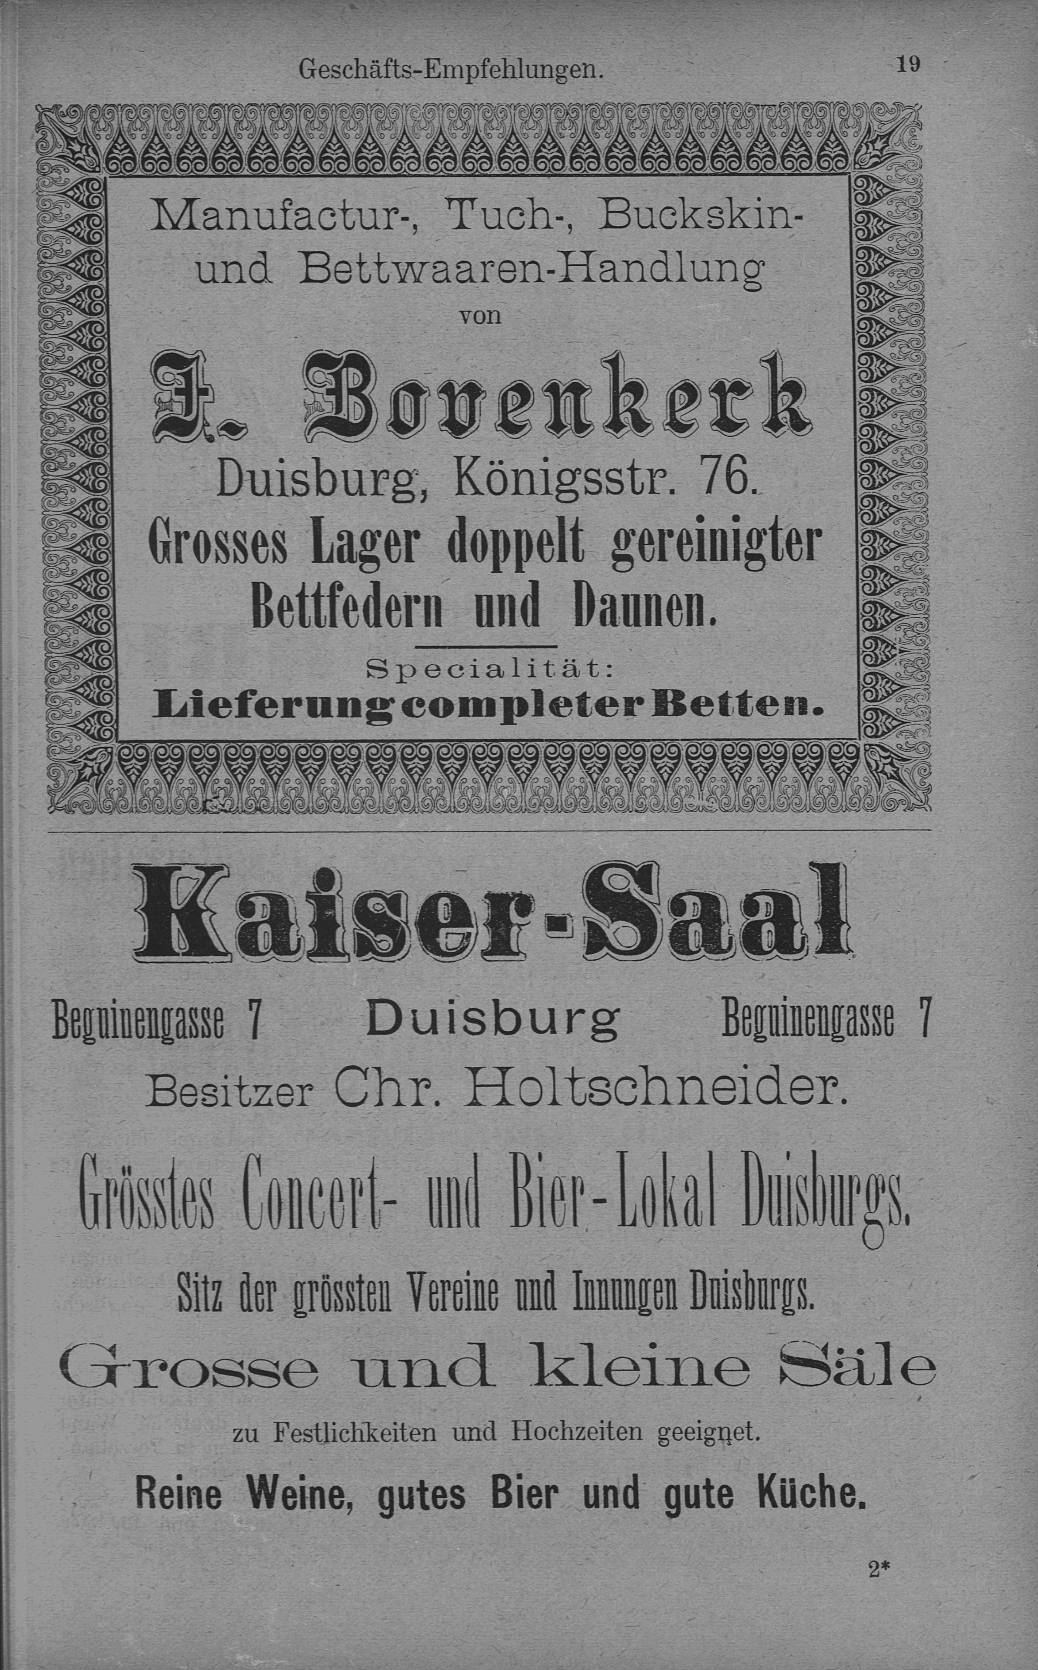 Geschäfts-Empfehlungen. 19
Manufactur-, Tuch-, Buckskin-
und Bettwaaren-Handlung
von
J. Bovenkerk
Duisburg, Königsstr. 76.
Grosses Lager doppelt gereinigter
Bettfedern und Daunen.
Specialität:
Lieferung completer Betten.
Kaiser-Saal
Beguinengasse 7 Duisburg Beguinengasse 7
Besitzer Chr. Holtschneider.
Grösstes Concert- und Bier-Lokal Duisburgs.
Sitz der grössten Vereine und Innungen Duisburgs.
Grosse und kleine Säle
zu Festlichkeiten und Hochzeiten geeignet.
Reine Weine, gutes Bier und gute Küche.
2*